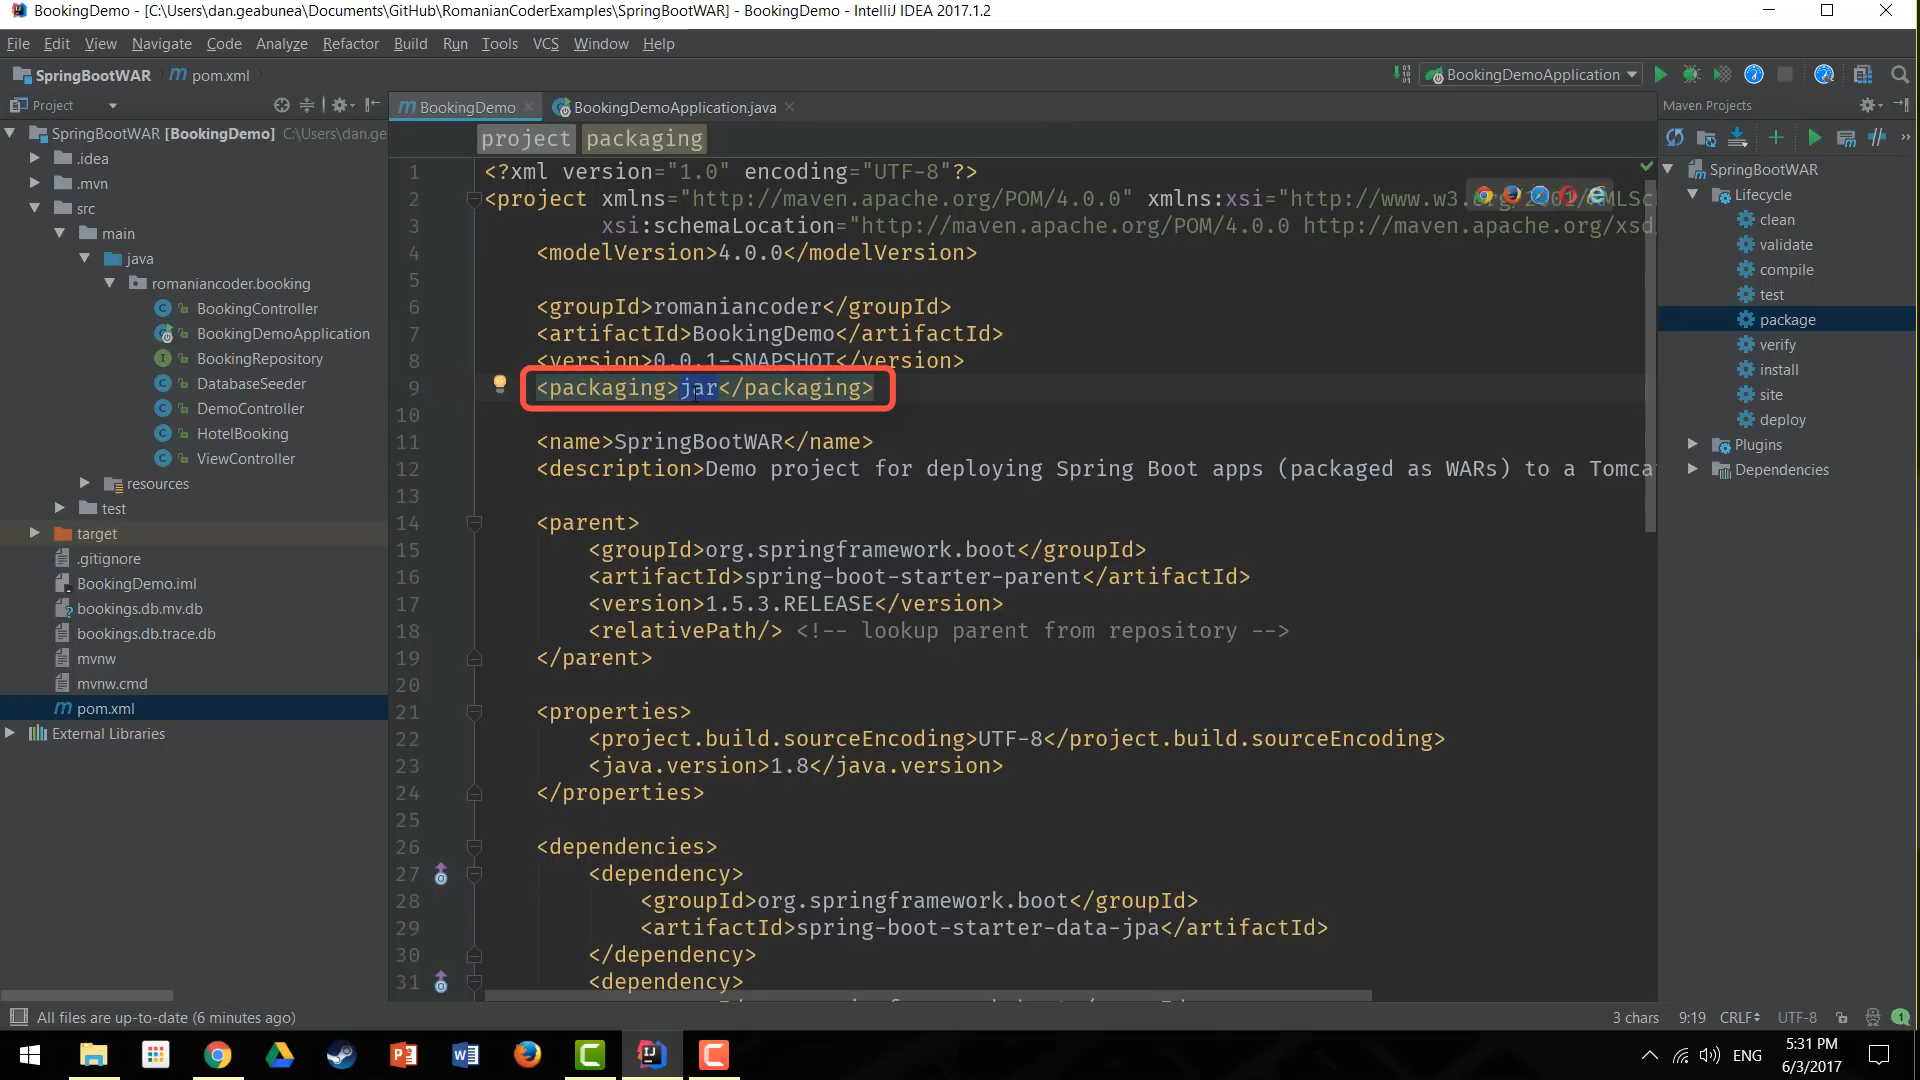 BookingDemo - [C:\Users\dan.geabunea\Documents\GitHub\RomanianCoderExamples\SpringBootWAR] - BookingDemo - IntelliJ IDEA 2017.1.2
File Edit View Navigate Code Analyze Refactor Build Run Tools VCS Window Help
SpringBootWAR pom.xml
BookingDemoApplication
Project
BookingDemo BookingDemoApplication.java
Maven Projects
SpringBootWAR [BookingDemo] C:\Users\dan.ge
.idea
.mvn
src
main
java
romaniancoder.booking
BookingController
BookingDemoApplication
BookingRepository
DatabaseSeeder
DemoController
HotelBooking
ViewController
resources
test
target
.gitignore
BookingDemo.iml
bookings.db.mv.db
bookings.db.trace.db
mvnw
mvnw.cmd
pom.xml
External Libraries
project packaging
1 <?xml version="1.0" encoding="UTF-8"?>
2 <project xmlns="http://maven.apache.org/POM/4.0.0" xmlns:xsi="http://www.w3.org/2001/XMLSc
3 xsi:schemaLocation="http://maven.apache.org/POM/4.0.0 http://maven.apache.org/xsd/
4 <modelVersion>4.0.0</modelVersion>
5
6 <groupId>romaniancoder</groupId>
7 <artifactId>BookingDemo</artifactId>
8 <version>0.0.1-SNAPSHOT</version>
9 <packaging>jar</packaging>
10
11 <name>SpringBootWAR</name>
12 <description>Demo project for deploying Spring Boot apps (packaged as WARs) to a Tomca
13
14 <parent>
15 <groupId>org.springframework.boot</groupId>
16 <artifactId>spring-boot-starter-parent</artifactId>
17 <version>1.5.3.RELEASE</version>
18 <relativePath/> <!-- lookup parent from repository -->
19 </parent>
20
21 <properties>
22 <project.build.sourceEncoding>UTF-8</project.build.sourceEncoding>
23 <java.version>1.8</java.version>
24 </properties>
25
26 <dependencies>
27 <dependency>
28 <groupId>org.springframework.boot</groupId>
29 <artifactId>spring-boot-starter-data-jpa</artifactId>
30 </dependency>
31 <dependency>
SpringBootWAR
Lifecycle
clean
validate
compile
test
package
verify
install
site
deploy
Plugins
Dependencies
All files are up-to-date (6 minutes ago)
3 chars 9:19 CRLF UTF-8 1
ENG
5:31 PM
6/3/2017